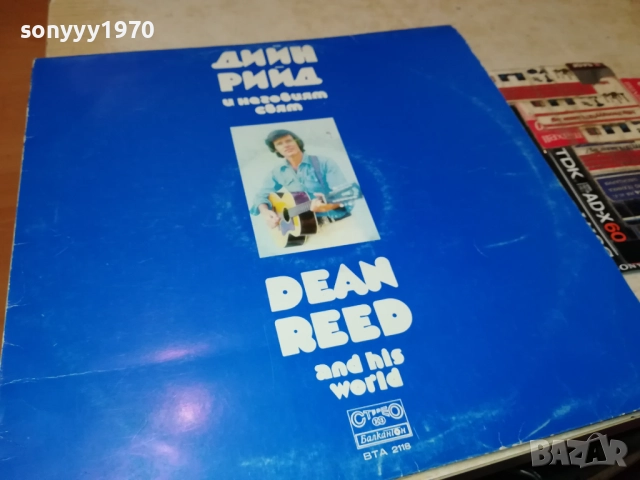 sonyyy1970
ДИЙН
РИЙД
и неговият
свят
DEAN
REED
and his
world
СТЕРЕО
Балкантон
BTA 2118
TDK AD-X60
BAZAR